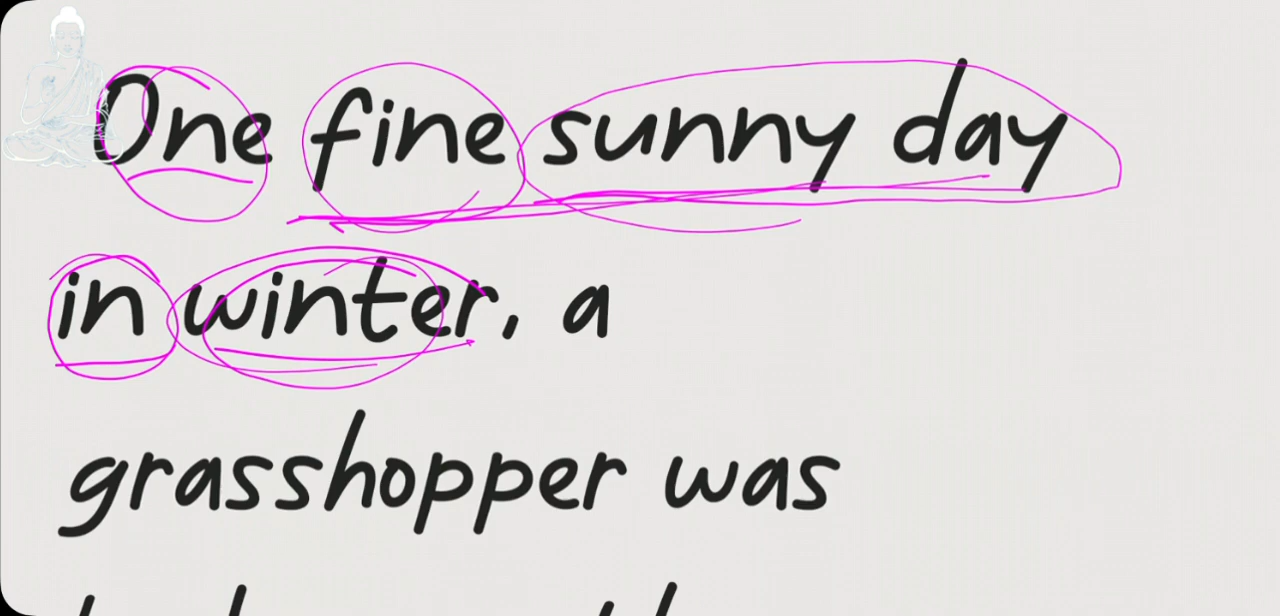 One fine sunny day
in winter, a
grasshopper was